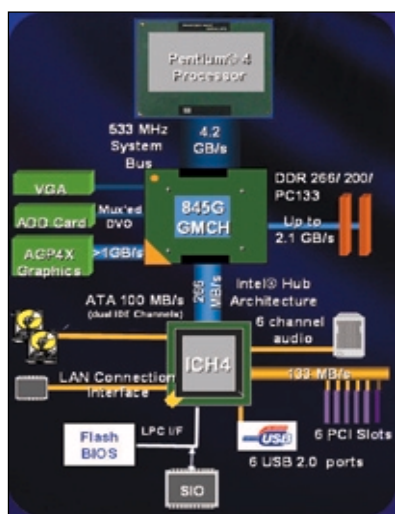 Pentium® 4
Processor
533 MHz
System
Bus
4.2
GB/s
DDR 266/ 200/
PC133
VGA
ADD Card
Mux'ed
DVO
845G
GMCH
Up to
2.1 GB/s
AGP4X
Graphics
>1GB/s
266
MB/s
Intel® Hub
Architecture
ATA 100 MB/s
(dual IDE Channels)
6 channel
audio
ICH4
133 MB/s
LAN Connection
Interface
6 PCI Slots
LPC I/F
Flash
BIOS
USB
6 USB 2.0 ports
SIO